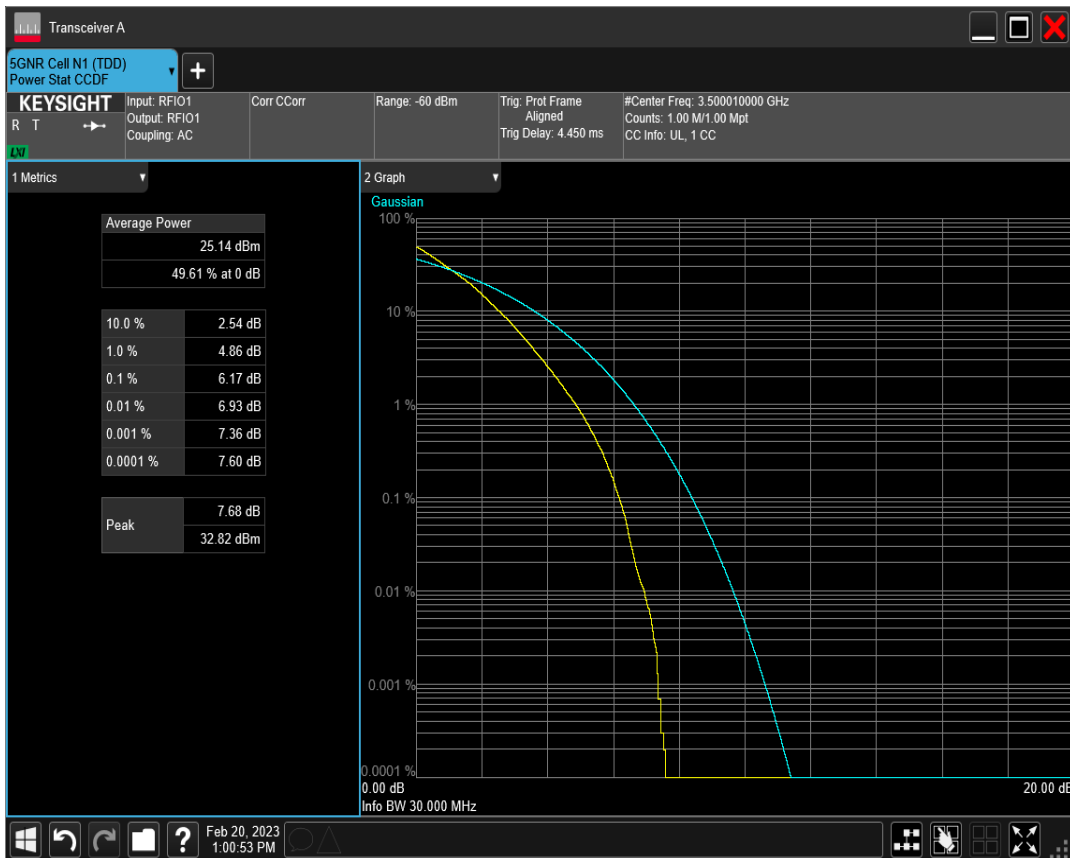 Transceiver A
5GNR Cell N1 (TDD)
Power Stat CCDF
KEYSIGHT
R T
LXI
Input: RFIO1
Output: RFIO1
Coupling: AC
Corr CCorr
Range: -60 dBm
Trig: Prot Frame
Aligned
Trig Delay: 4.450 ms
#Center Freq: 3.500010000 GHz
Counts: 1.00 M/1.00 Mpt
CC Info: UL, 1 CC
1 Metrics
Average Power
25.14 dBm
49.61 % at 0 dB
10.0 % 2.54 dB
1.0 % 4.86 dB
0.1 % 6.17 dB
0.01 % 6.93 dB
0.001 % 7.36 dB
0.0001 % 7.60 dB
Peak
7.68 dB
32.82 dBm
2 Graph
Gaussian
100 %
10 %
1 %
0.1 %
0.01 %
0.001 %
0.0001 %
0.00 dB 20.00 dB
Info BW 30.000 MHz
? Feb 20, 2023
1:00:53 PM